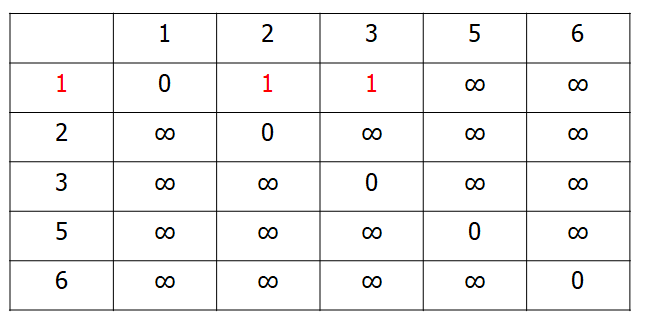 1 2 3 5 6
1 0 1 1 ∞ ∞
2 ∞ 0 ∞ ∞ ∞
3 ∞ ∞ 0 ∞ ∞
5 ∞ ∞ ∞ 0 ∞
6 ∞ ∞ ∞ ∞ 0